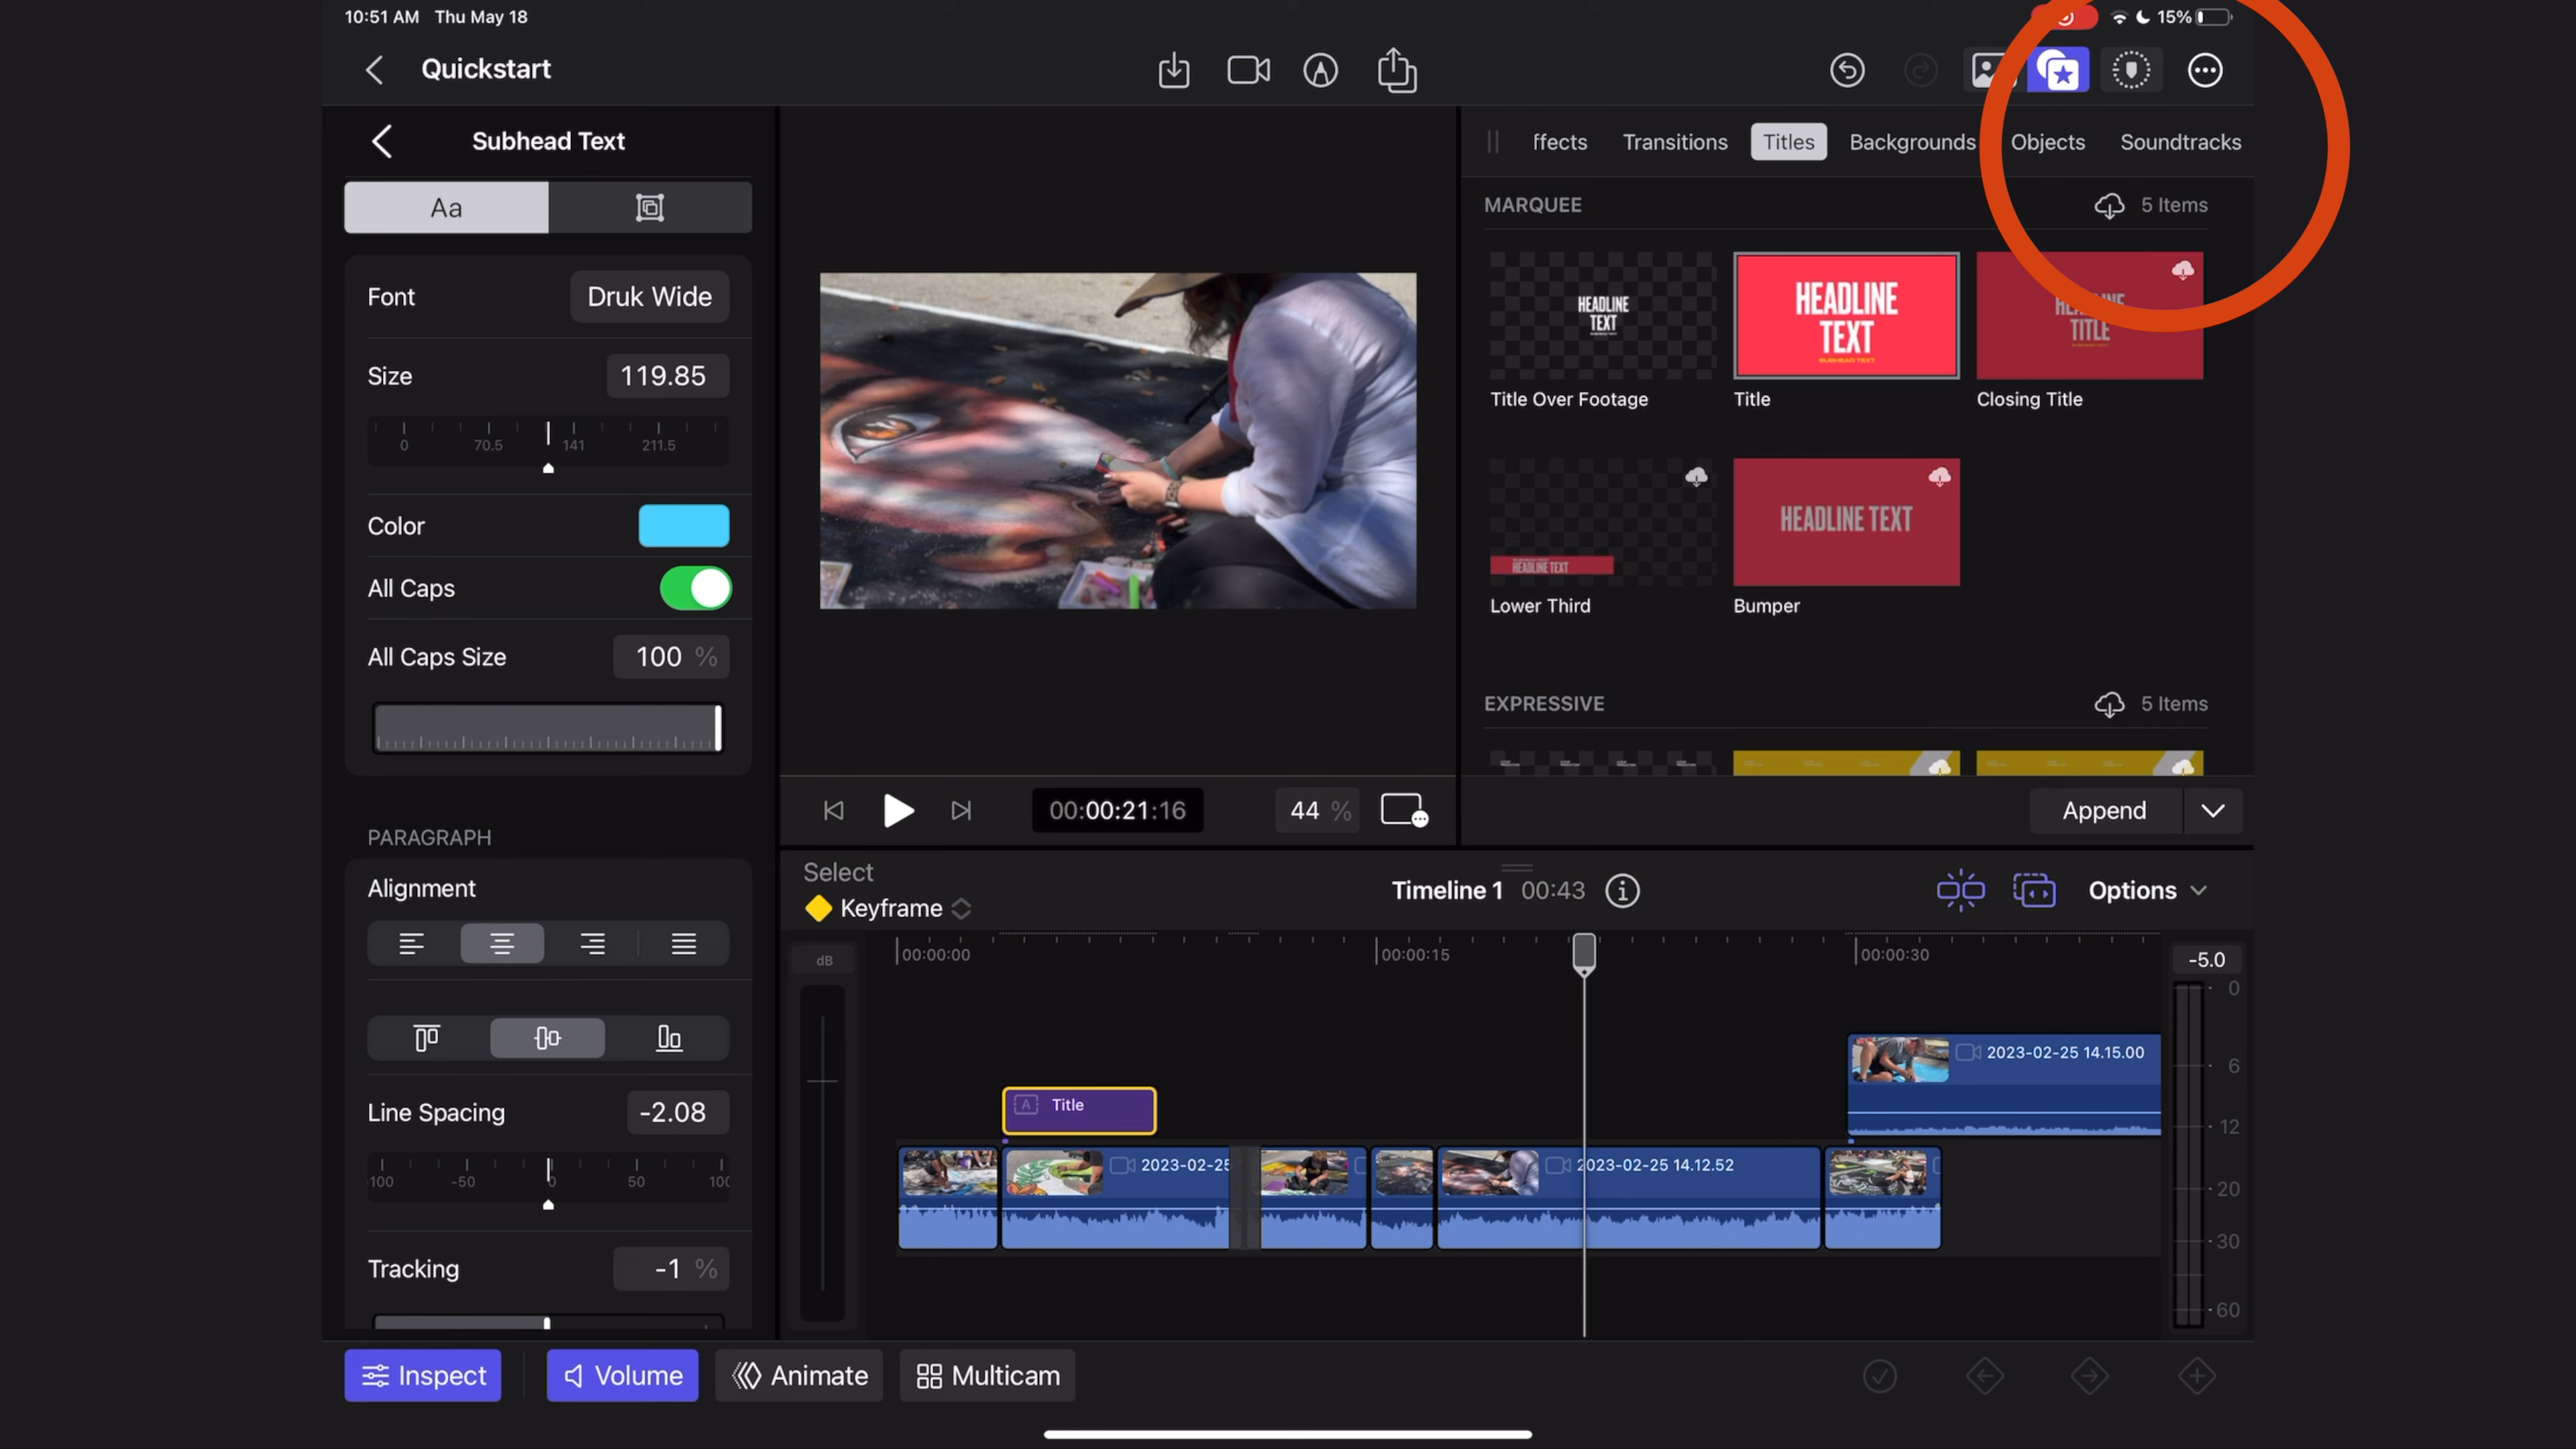 10:51 AM Thu May 18
15%
Quickstart
Subhead Text
ffects Transitions Titles Backgrounds Objects Soundtracks
Aa
MARQUEE 5 Items
Font Druk Wide
HEADLINE
TEXT
HEADLINE
TEXT
SUBHEAD TEXT
HEADLINE
TITLE
Size 119.85
Title Over Footage Title Closing Title
0 70.5 141 211.5
Color
HEADLINE TEXT
HEADLINE TEXT
All Caps
Lower Third Bumper
All Caps Size 100 %
EXPRESSIVE 5 Items
00:00:21:16 44 % Append
PARAGRAPH
Alignment
Select
Keyframe
Timeline 1 00:43 Options
dB 00:00:00 00:00:15 00:00:30 -5.0
0
6
12
20
30
60
2023-02-25 14.15.00
Title
2023-02-25
2023-02-25 14.12.52
Line Spacing -2.08
-100 -50 0 50 100
Tracking -1 %
Inspect Volume Animate Multicam